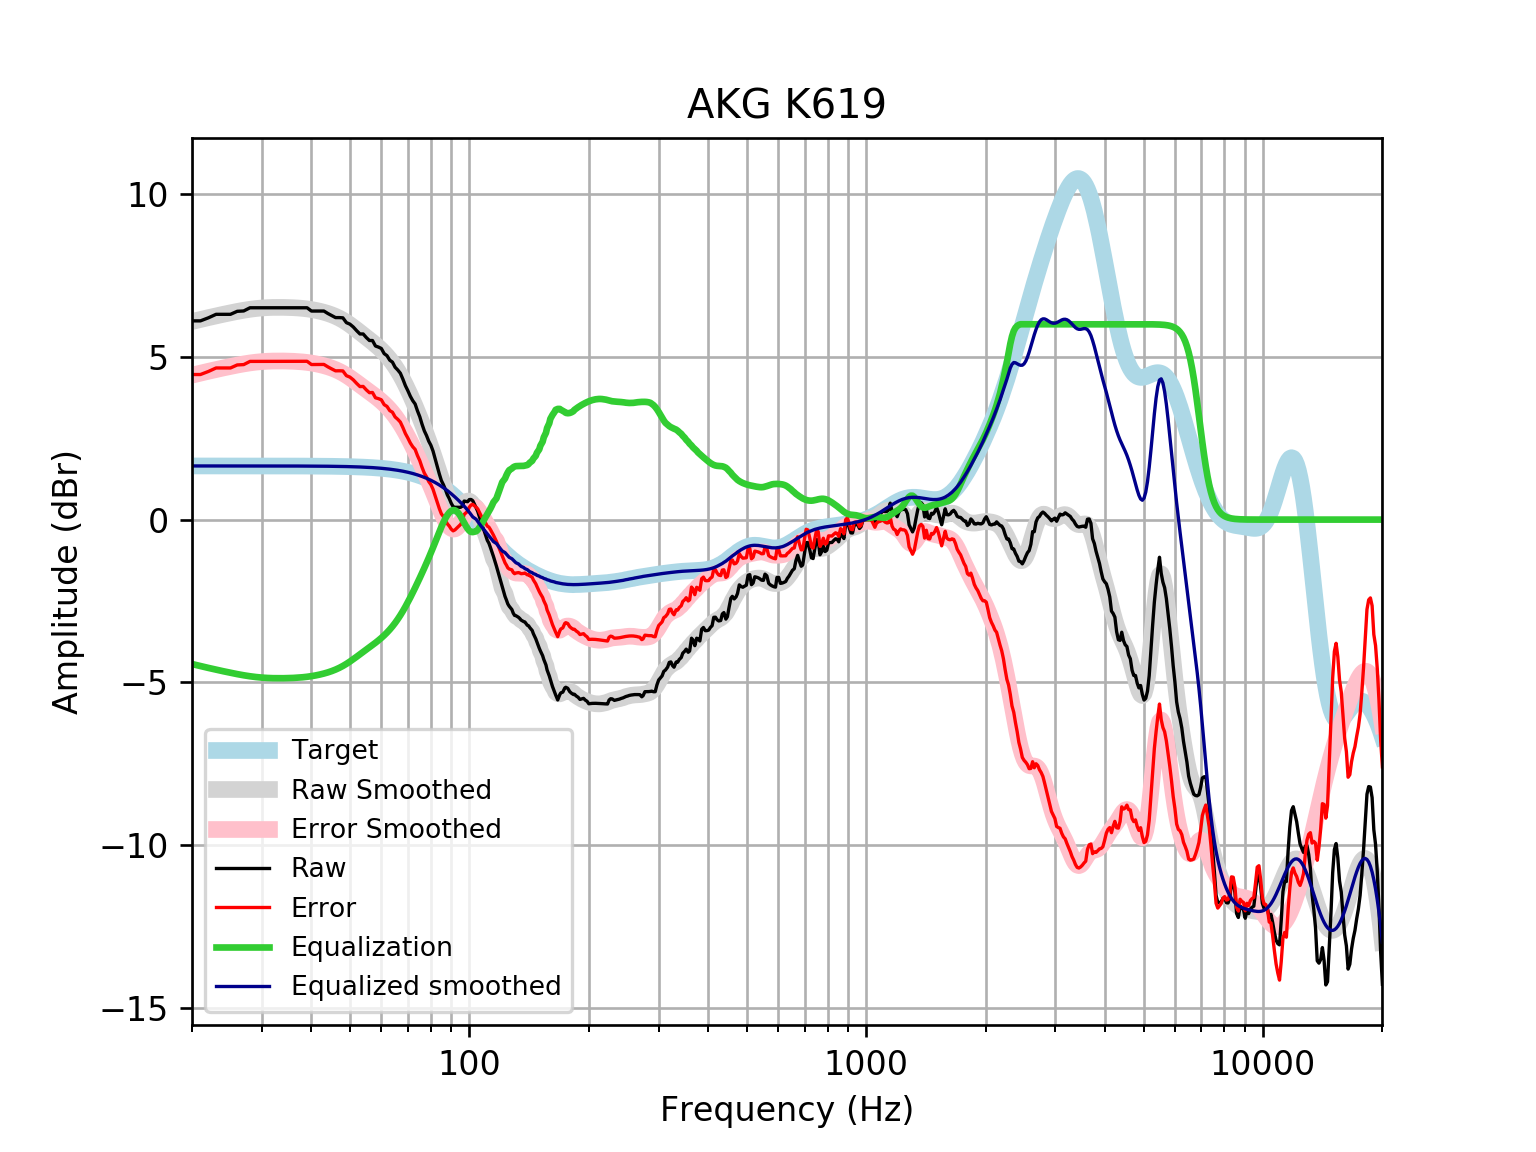 AKG K619
10
5
0
−5
−10
−15
Amplitude (dBr)
Target
Raw Smoothed
Error Smoothed
Raw
Error
Equalization
Equalized smoothed
100 1000 10000
Frequency (Hz)